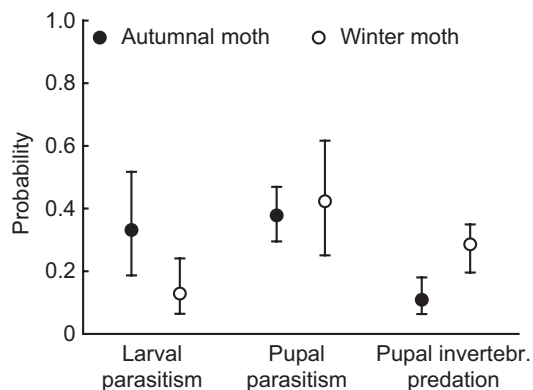 1.0
Autumnal moth
Winter moth
0.8
0.6
0.4
0.2
0
Probability
Larval
parasitism
Pupal
parasitism
Pupal invertebr.
predation